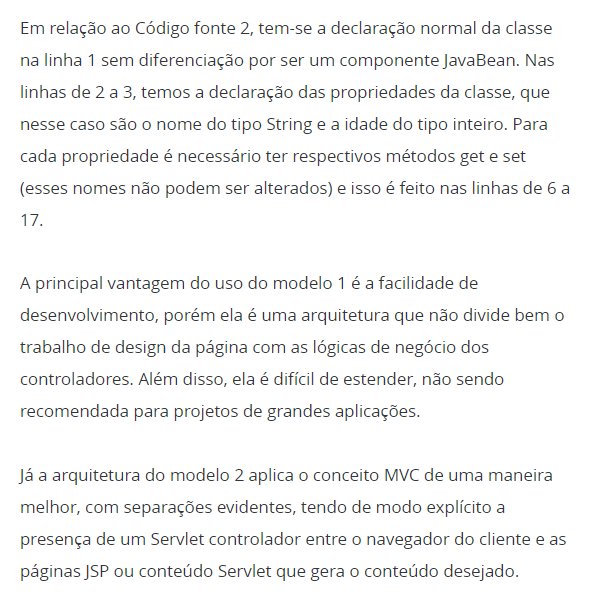 Em relação ao Código fonte 2, tem-se a declaração normal da classe
na linha 1 sem diferenciação por ser um componente JavaBean. Nas
linhas de 2 a 3, temos a declaração das propriedades da classe, que
nesse caso são o nome do tipo String e a idade do tipo inteiro. Para
cada propriedade é necessário ter respectivos métodos get e set
(esses nomes não podem ser alterados) e isso é feito nas linhas de 6 a
17.
A principal vantagem do uso do modelo 1 é a facilidade de
desenvolvimento, porém ela é uma arquitetura que não divide bem o
trabalho de design da página com as lógicas de negócio dos
controladores. Além disso, ela é difícil de estender, não sendo
recomendada para projetos de grandes aplicações.
Já a arquitetura do modelo 2 aplica o conceito MVC de uma maneira
melhor, com separações evidentes, tendo de modo explícito a
presença de um Servlet controlador entre o navegador do cliente e as
páginas JSP ou conteúdo Servlet que gera o conteúdo desejado.